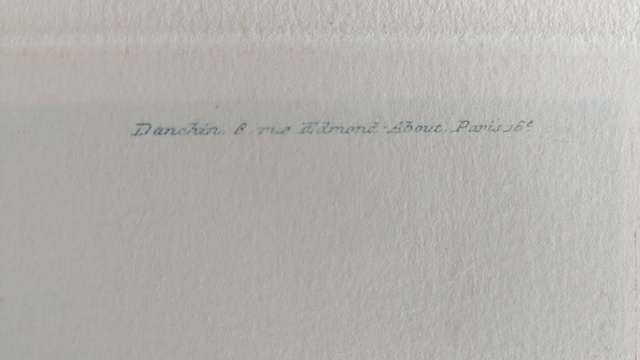 Danchin, 8 rue Edmond-About, Paris 16e